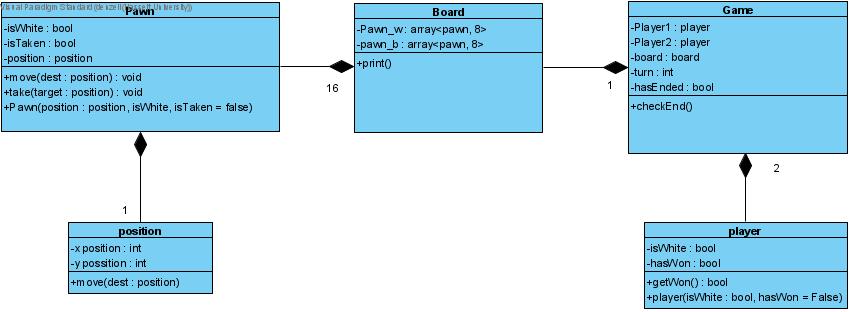 Visual Paradigm Standard (Hasselt University)
Pawn
-isWhite : bool
-isTaken : bool
-position : position
+move(dest : position) : void
+take(target : position) : void
+Pawn(position : position, isWhite, isTaken = false)
16
Board
-Pawn_w : array<pawn, 8>
-pawn_b : array<pawn, 8>
+print()
1
Game
-Player1 : player
-Player2 : player
-board : board
-turn : int
-hasEnded : bool
+checkEnd()
1
position
-x position : int
-y possition : int
+move(dest : position)
2
player
-isWhite : bool
-hasWon : bool
+getWon() : bool
+player(isWhite : bool, hasWon = False)